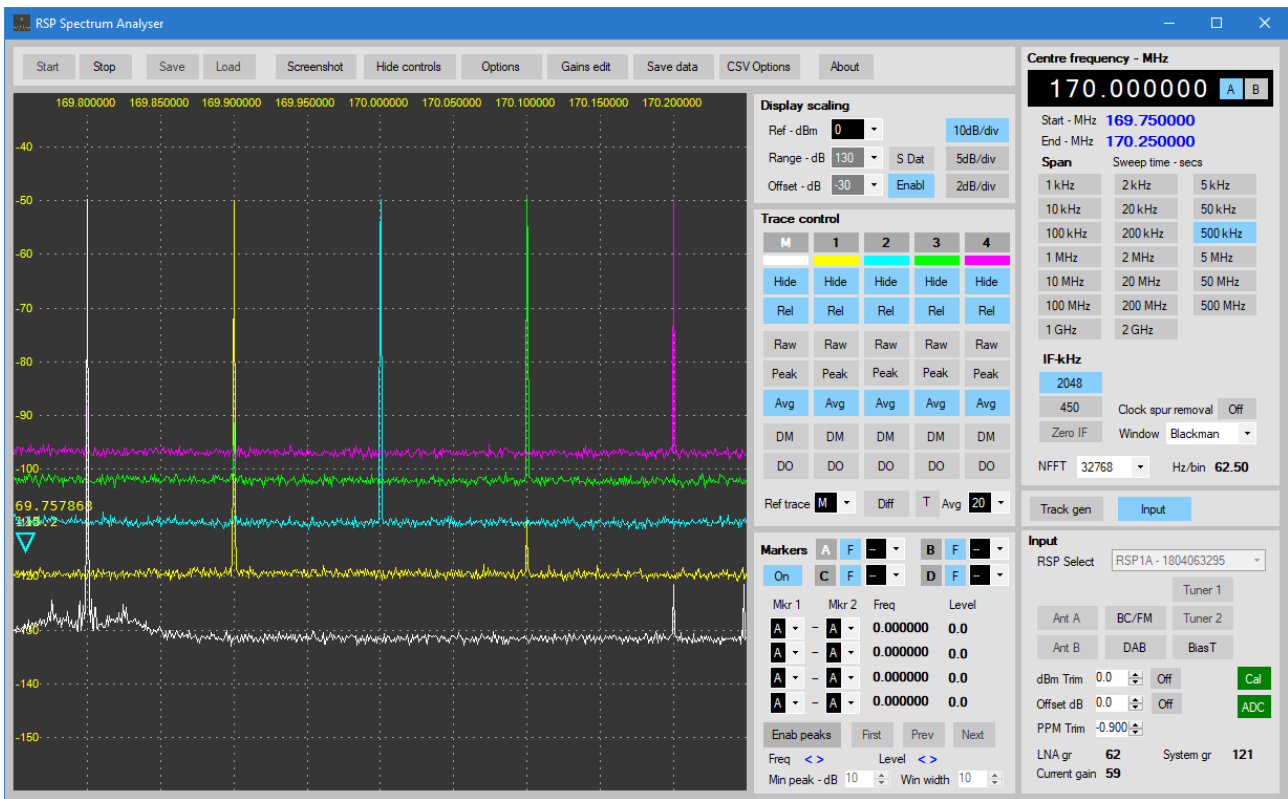 RSP Spectrum Analyser
Start Stop Save Load Screenshot Hide controls Options Gains edit Save data CSV Options About
169.800000 169.850000 169.900000 169.950000 170.000000 170.050000 170.100000 170.150000 170.200000
-40
-50
-60
-70
-80
-90
-100
69.757863
-120
-130
-140
-150
Display scaling
Ref - dBm 0 10dB/div
Range - dB 130 S Dat 5dB/div
Offset - dB -30 Enabl 2dB/div
Trace control
M 1 2 3 4
Hide Hide Hide Hide Hide
Rel Rel Rel Rel Rel
Raw Raw Raw Raw Raw
Peak Peak Peak Peak Peak
Avg Avg Avg Avg Avg
DM DM DM DM DM
DO DO DO DO DO
Ref trace M Diff T Avg 20
Markers A F -- B F --
On C F -- D F --
Mkr 1 Mkr 2 Freq Level
A - A 0.000000 0.0
A - A 0.000000 0.0
A - A 0.000000 0.0
A - A 0.000000 0.0
Enab peaks First Prev Next
Freq < > Level < >
Min peak - dB 10 Win width 10
Centre frequency - MHz
170.000000 A B
Start - MHz 169.750000
End - MHz 170.250000
Span Sweep time - secs
1 kHz 2 kHz 5 kHz
10 kHz 20 kHz 50 kHz
100 kHz 200 kHz 500 kHz
1 MHz 2 MHz 5 MHz
10 MHz 20 MHz 50 MHz
100 MHz 200 MHz 500 MHz
1 GHz 2 GHz
IF-kHz
2048
450 Clock spur removal Off
Zero IF Window Blackman
NFFT 32768 Hz/bin 62.50
Track gen Input
Input
RSP Select RSP1A - 1804063295
Tuner 1
Ant A BC/FM Tuner 2
Ant B DAB BiasT
dBm Trim 0.0 Off Cal
Offset dB 0.0 Off ADC
PPM Trim -0.900
LNA gr 62 System gr 121
Current gain 59